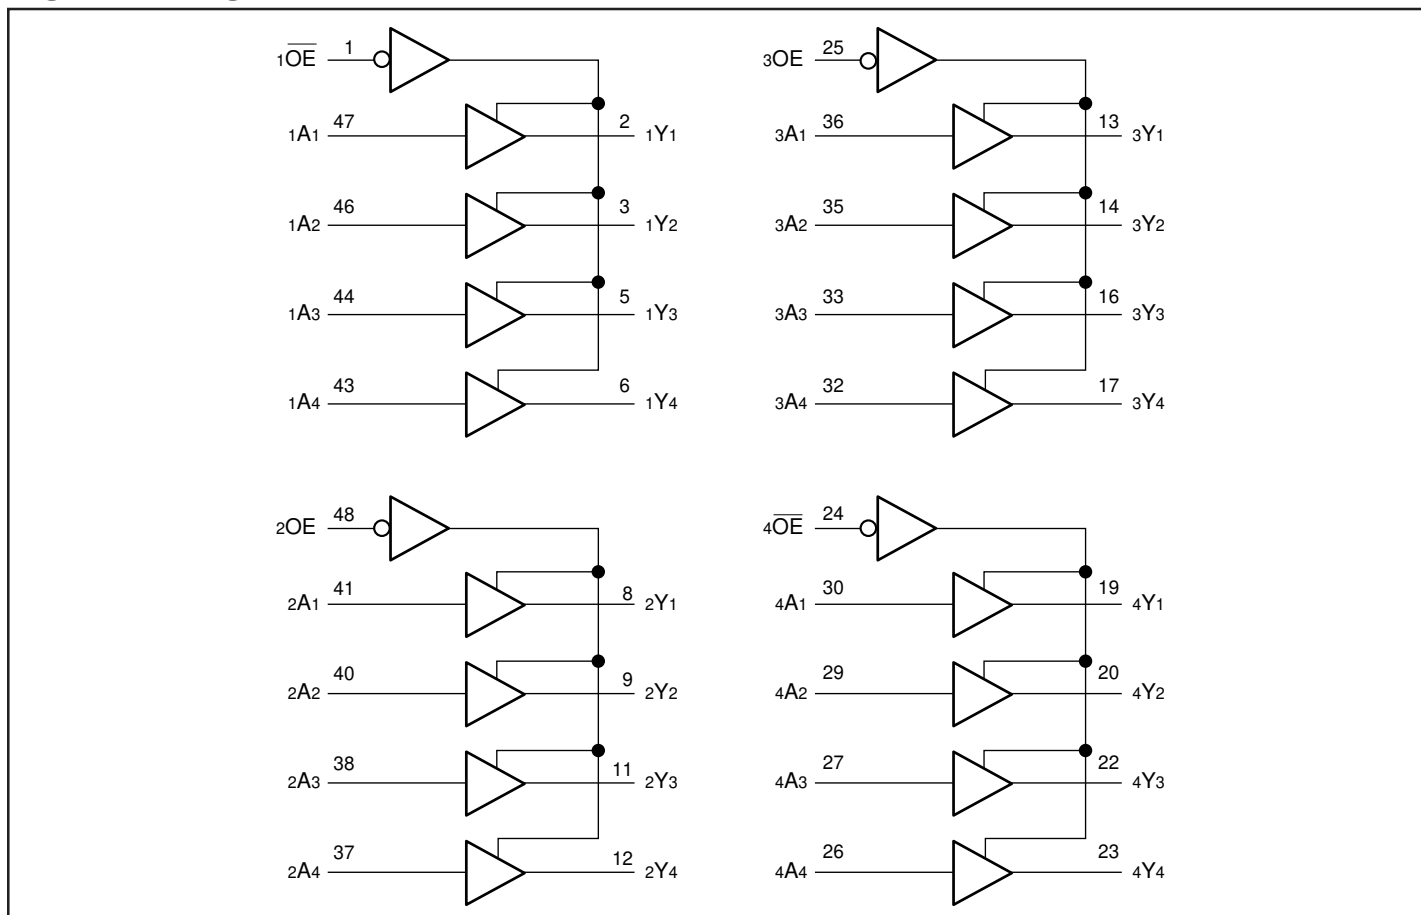 1O̅E̅ 1
1A1 47 2 1Y1
1A2 46 3 1Y2
1A3 44 5 1Y3
1A4 43 6 1Y4
3OE 25
3A1 36 13 3Y1
3A2 35 14 3Y2
3A3 33 16 3Y3
3A4 32 17 3Y4
2OE 48
2A1 41 8 2Y1
2A2 40 9 2Y2
2A3 38 11 2Y3
2A4 37 12 2Y4
4O̅E̅ 24
4A1 30 19 4Y1
4A2 29 20 4Y2
4A3 27 22 4Y3
4A4 26 23 4Y4